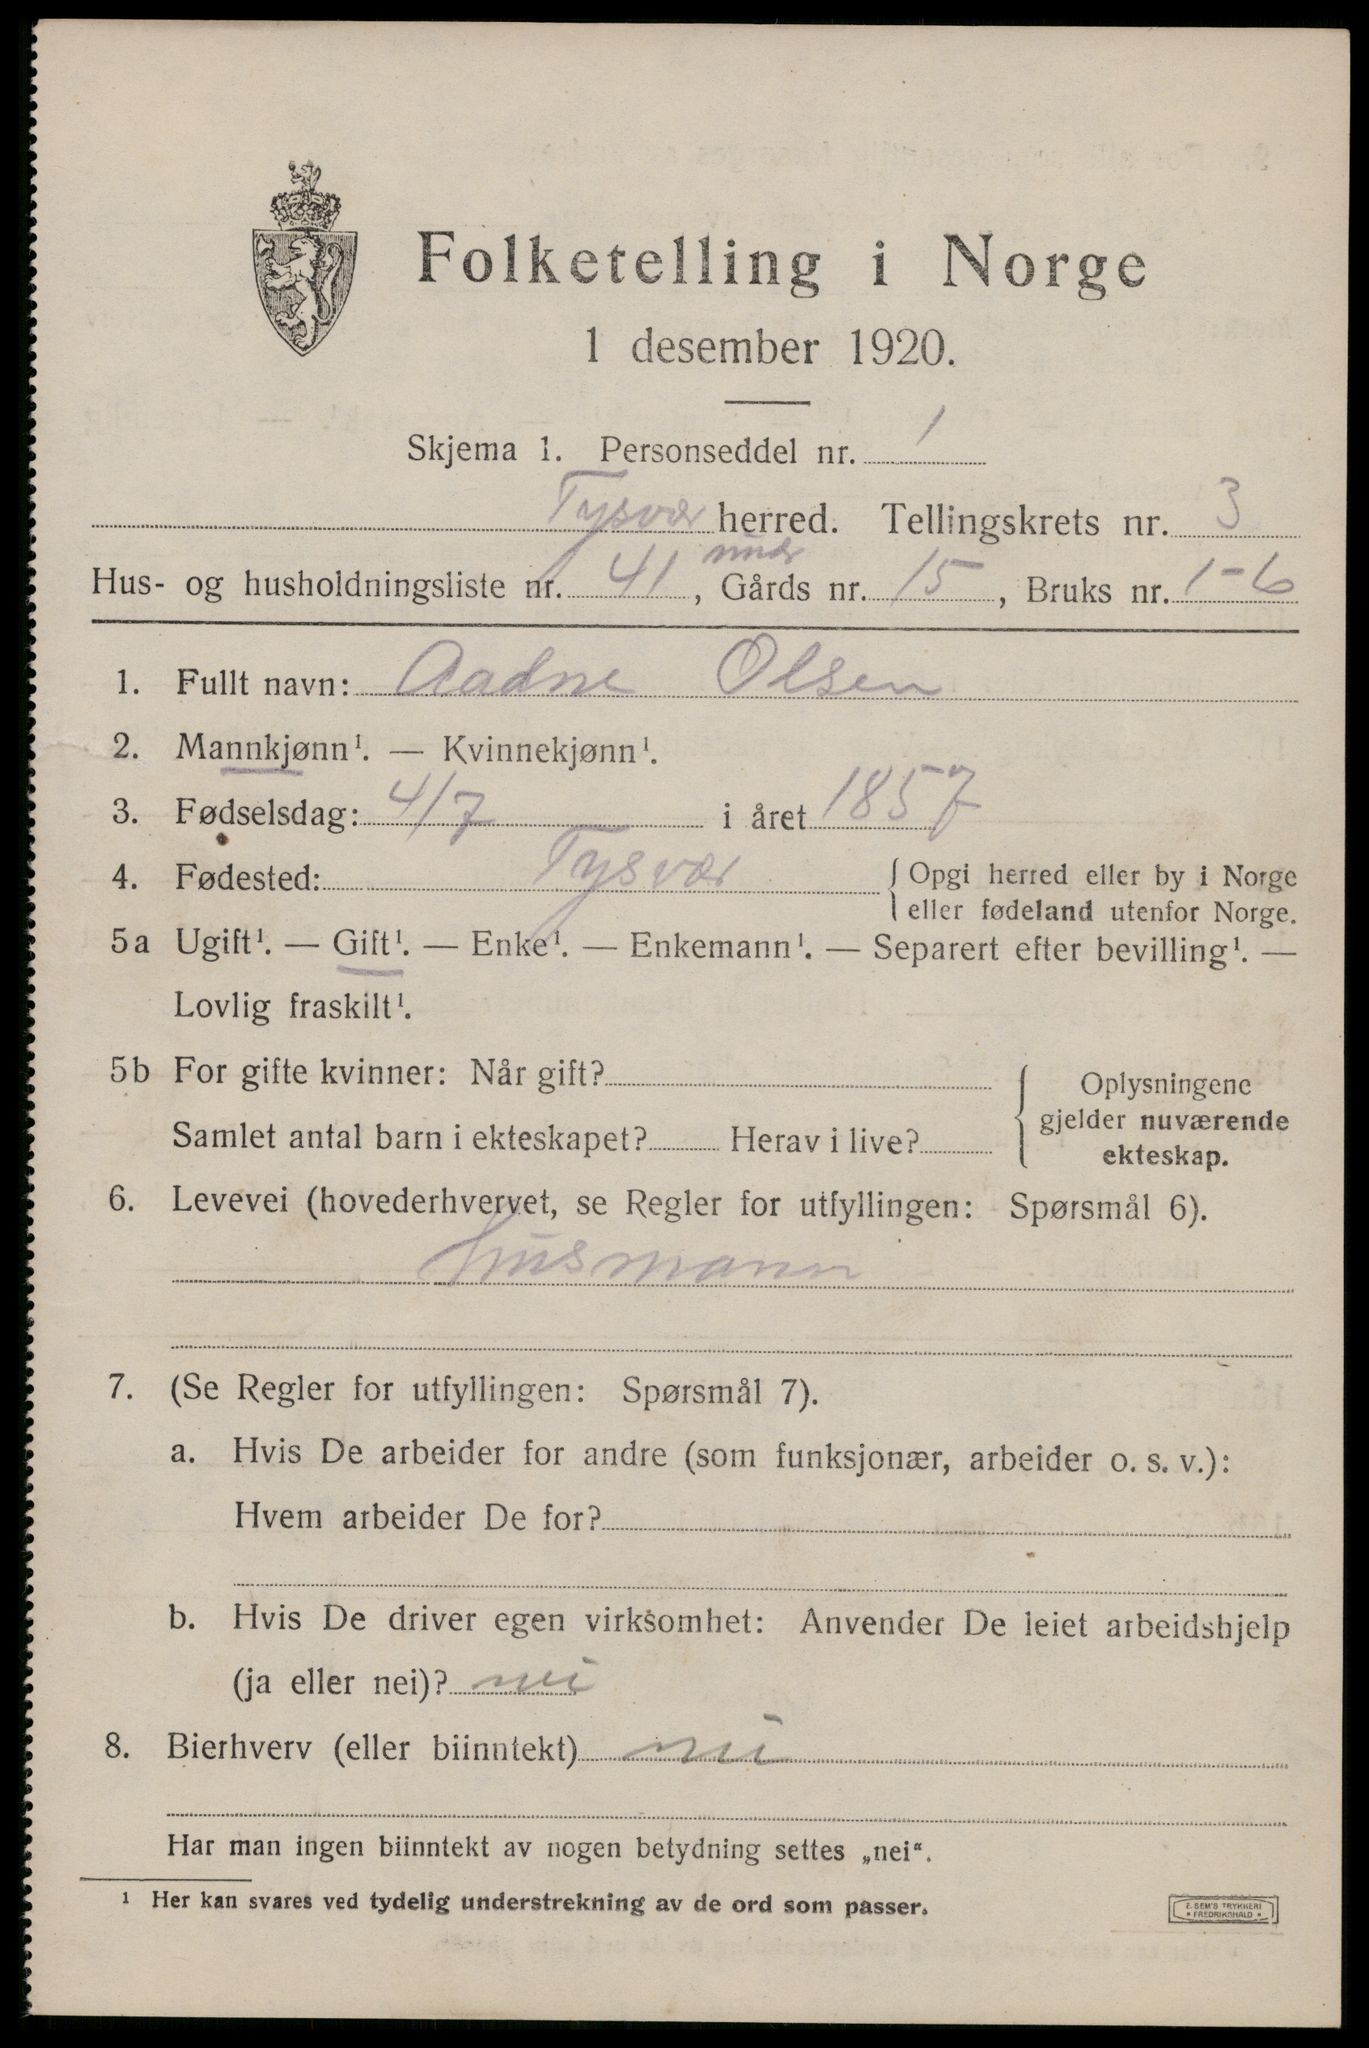 Folketelling i Norge
1 desember 1920.
Skjema 1. Personseddel nr. 1
Tysvær herred. Tellingskrets nr. 3
under
Hus- og husholdningsliste nr. 41, Gårds nr. 15, Bruks nr. 1-6
1. Fullt navn: Aadne Olsen
2. Mannkjønn¹. — Kvinnekjønn¹.
3. Fødselsdag: 4/7 i året 1857
4. Fødested: Tysvær { Opgi herred eller by i Norge
eller fødeland utenfor Norge.
5a Ugift¹. — Gift¹. — Enke¹. — Enkemann¹. — Separert efter bevilling¹. —
Lovlig fraskilt¹.
5b For gifte kvinner: Når gift? { Oplysningene
gjelder nuværende
Samlet antal barn i ekteskapet? Herav i live?
ekteskap.
6. Levevei (hovederhvervet, se Regler for utfyllingen: Spørsmål 6).
husmann
7. (Se Regler for utfyllingen: Spørsmål 7).
a. Hvis De arbeider for andre (som funksjonær, arbeider o. s. v.):
Hvem arbeider De for?
b. Hvis De driver egen virksomhet: Anvender De leiet arbeidshjelp
(ja eller nei)? nei
8. Bierhverv (eller biinntekt) nei
Har man ingen biinntekt av nogen betydning settes „nei“.
¹ Her kan svares ved tydelig understrekning av de ord som passer.
E. SEM'S TRYKKERI
* FREDRIKSHALD *